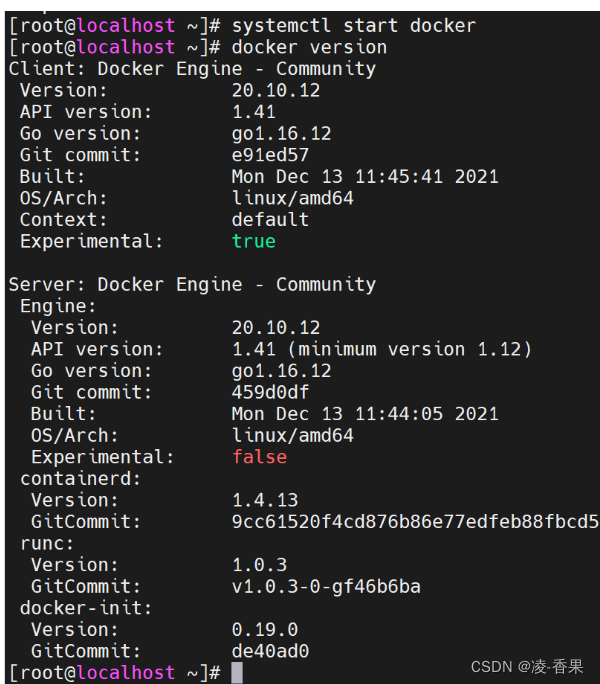 [root@localhost ~]# systemctl start docker
[root@localhost ~]# docker version
Client: Docker Engine - Community
 Version:           20.10.12
 API version:       1.41
 Go version:        go1.16.12
 Git commit:        e91ed57
 Built:             Mon Dec 13 11:45:41 2021
 OS/Arch:           linux/amd64
 Context:           default
 Experimental:      true

Server: Docker Engine - Community
 Engine:
  Version:          20.10.12
  API version:      1.41 (minimum version 1.12)
  Go version:       go1.16.12
  Git commit:       459d0df
  Built:            Mon Dec 13 11:44:05 2021
  OS/Arch:          linux/amd64
  Experimental:     false
 containerd:
  Version:          1.4.13
  GitCommit:        9cc61520f4cd876b86e77edfeb88fbcd5
 runc:
  Version:          1.0.3
  GitCommit:        v1.0.3-0-gf46b6ba
 docker-init:
  Version:          0.19.0
  GitCommit:        de40ad0
[root@localhost ~]#
CSDN @凌-香果